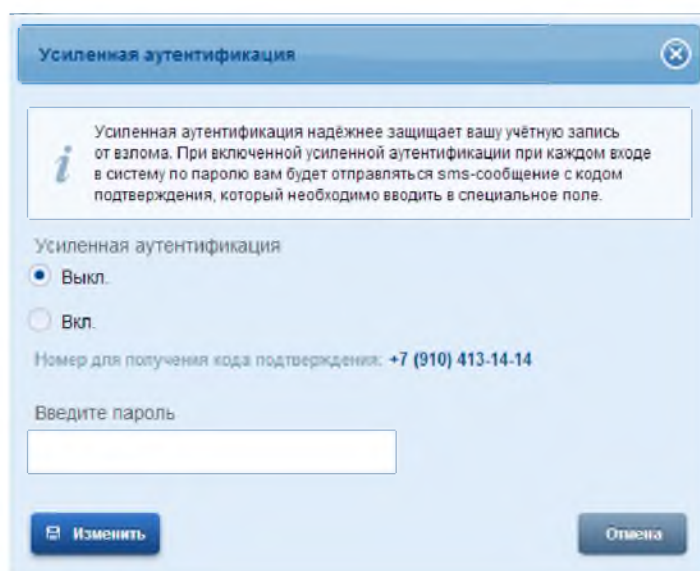 Усиленная аутентификация
Усиленная аутентификация надёжнее защищает вашу учётную запись
от взлома. При включенной усиленной аутентификации при каждом входе
в систему по паролю вам будет отправляться sms-сообщение с кодом
подтверждения, который необходимо вводить в специальное поле.
Усиленная аутентификация
Выкл.
Вкл.
Номер для получения кода подтверждения: +7 (910) 413-14-14
Введите пароль
Изменить
Отмена